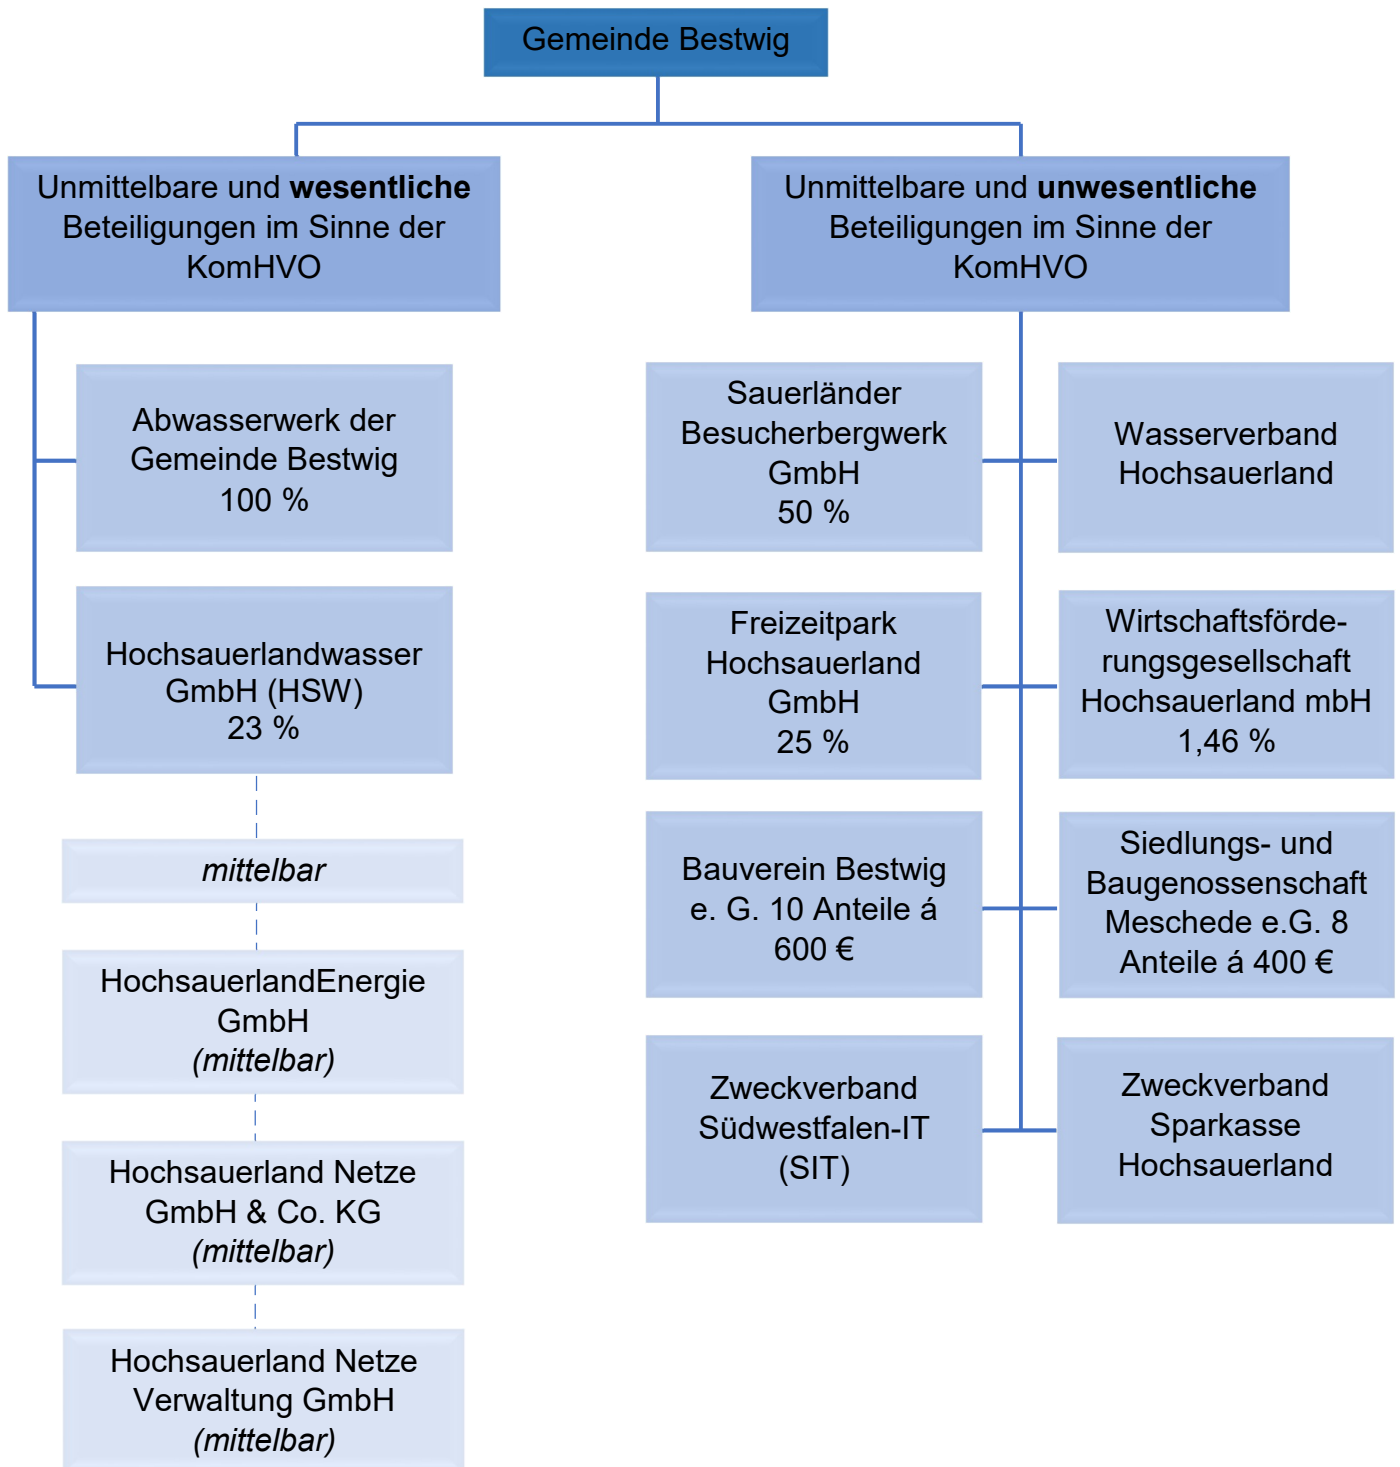 Gemeinde Bestwig
Unmittelbare und wesentliche
Beteiligungen im Sinne der
KomHVO
Abwasserwerk der
Gemeinde Bestwig
100 %
Hochsauerlandwasser
GmbH (HSW)
23 %
mittelbar
HochsauerlandEnergie
GmbH
(mittelbar)
Hochsauerland Netze
GmbH & Co. KG
(mittelbar)
Hochsauerland Netze
Verwaltung GmbH
(mittelbar)
Unmittelbare und unwesentliche
Beteiligungen im Sinne der
KomHVO
Sauerländer
Besucherbergwerk
GmbH
50 %
Wasserverband
Hochsauerland
Freizeitpark
Hochsauerland
GmbH
25 %
Wirtschaftsförde-
rungsgesellschaft
Hochsauerland mbH
1,46 %
Bauverein Bestwig
e. G. 10 Anteile á
600 €
Siedlungs- und
Baugenossenschaft
Meschede e.G. 8
Anteile á 400 €
Zweckverband
Südwestfalen-IT
(SIT)
Zweckverband
Sparkasse
Hochsauerland